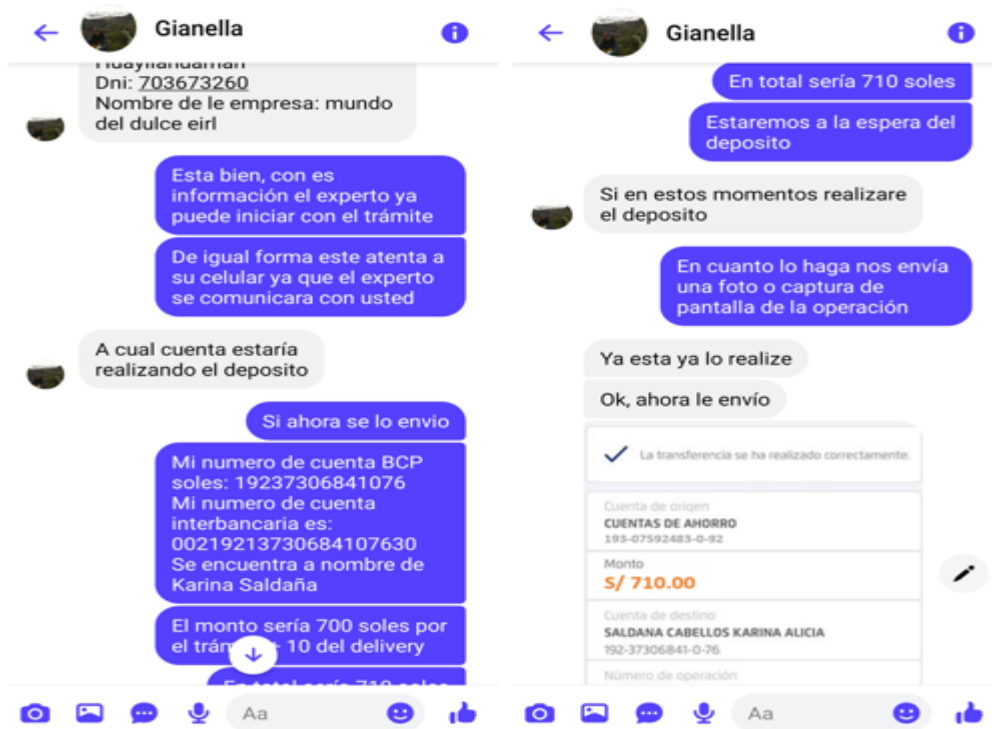 Gianella
Dni: 703673260
Nombre de le empresa: mundo
del dulce eirl
Esta bien, con es
información el experto ya
puede iniciar con el trámite
De igual forma este atenta a
su celular ya que el experto
se comunicara con usted
A cual cuenta estaría
realizando el deposito
Si ahora se lo envio
Mi numero de cuenta BCP
soles: 19237306841076
Mi numero de cuenta
interbancaria es:
00219213730684107630
Se encuentra a nombre de
Karina Saldaña
El monto sería 700 soles por
el trám + 10 del delivery
En total sería 710 soles
Aa
Gianella
En total sería 710 soles
Estaremos a la espera del
deposito
Si en estos momentos realizare
el deposito
En cuanto lo haga nos envía
una foto o captura de
pantalla de la operación
Ya esta ya lo realize
Ok, ahora le envío
La transferencia se ha realizado correctamente.
Cuenta de origen
CUENTAS DE AHORRO
193-07592483-0-92
Monto
S/ 710.00
Cuenta de destino
SALDANA CABELLOS KARINA ALICIA
192-37306841-0-76
Número de operación
Aa